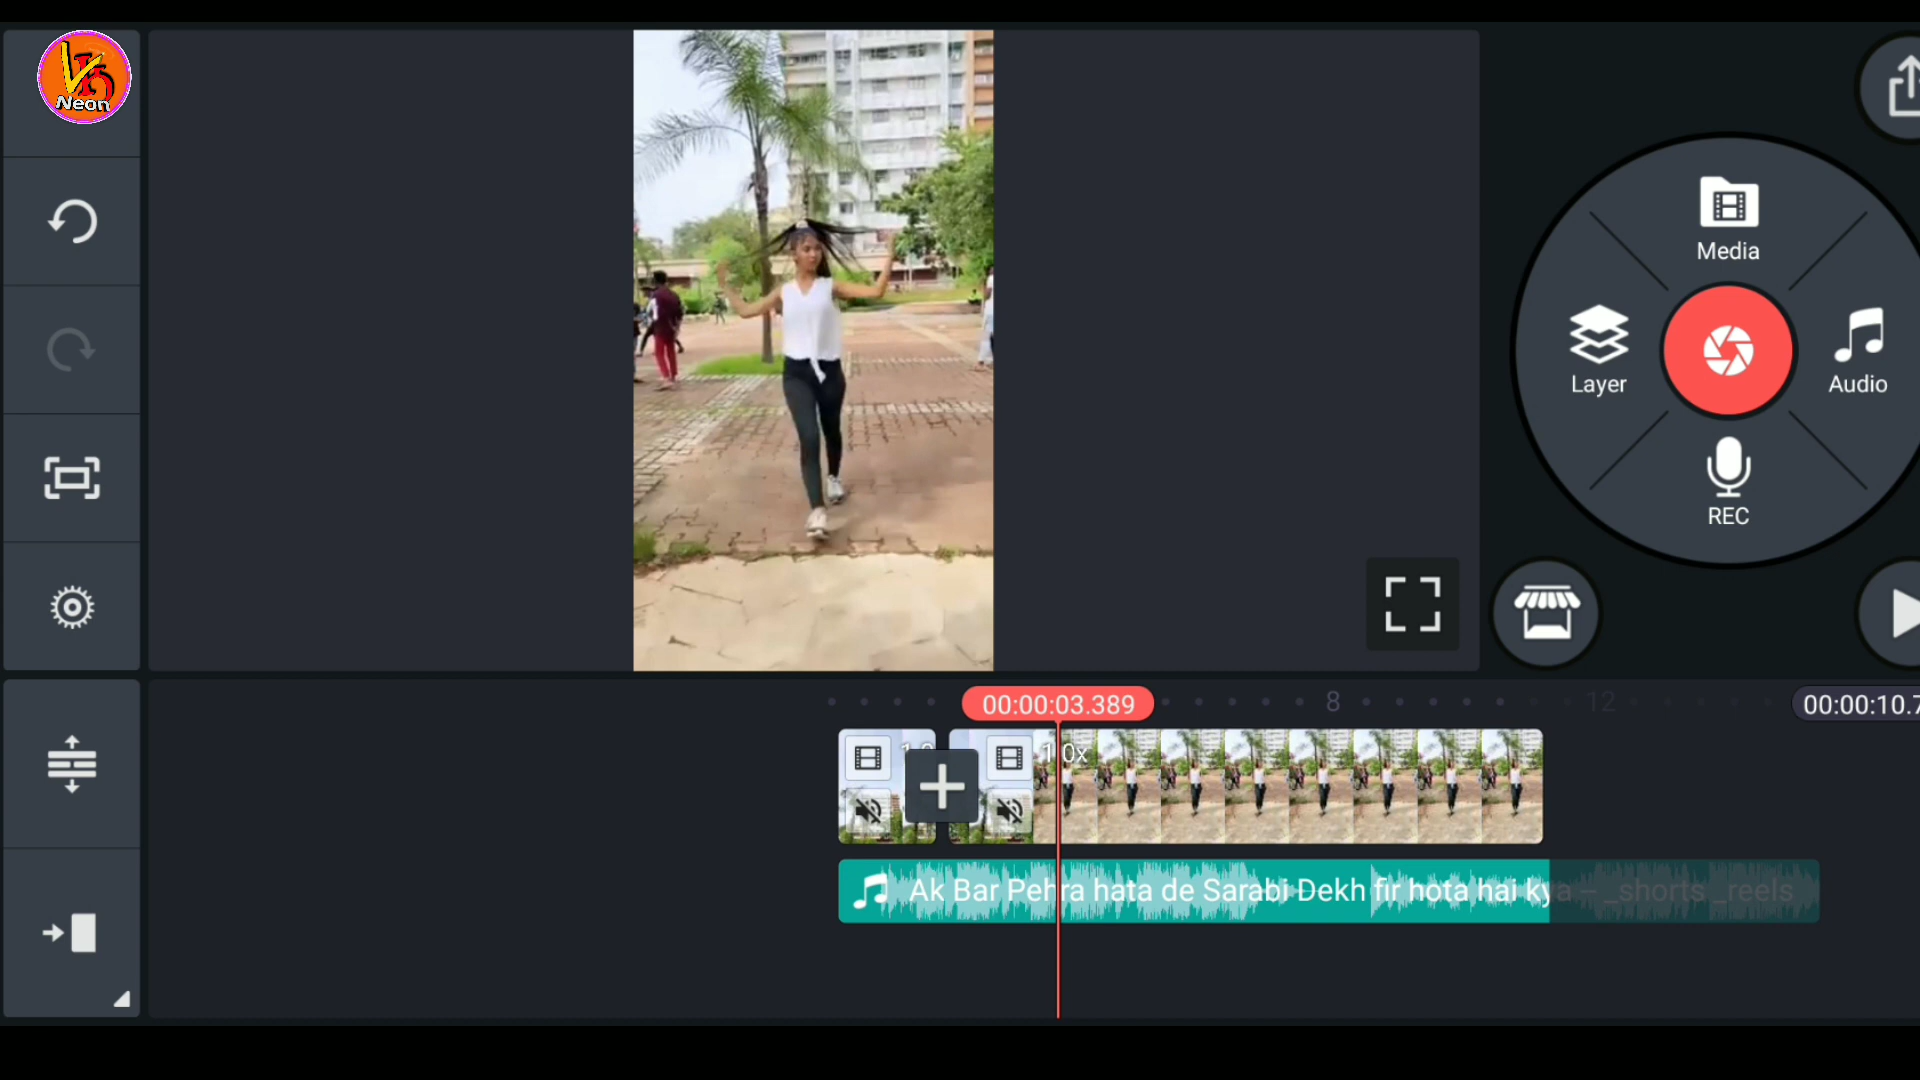 VK
Neon
Media
Layer
Audio
REC
00:00:03.389
8
12
00:00:10.7
1.0x
Ak Bar Pehra hata de Sarabi Dekh fir hota hai kya – _shorts _reels